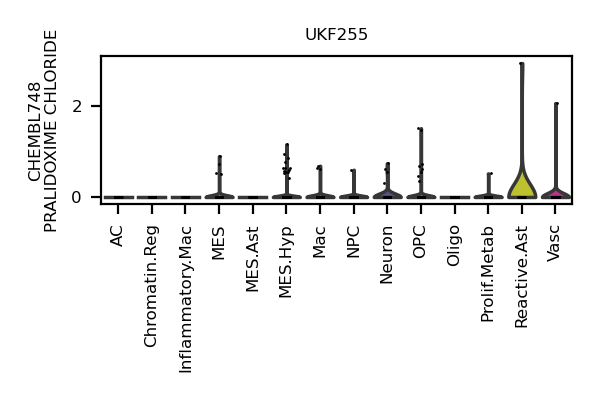 UKF255
CHEMBL748
PRALIDOXIME CHLORIDE
2
0
AC
Chromatin.Reg
Inflammatory.Mac
MES
MES.Ast
MES.Hyp
Mac
NPC
Neuron
OPC
Oligo
Prolif.Metab
Reactive.Ast
Vasc